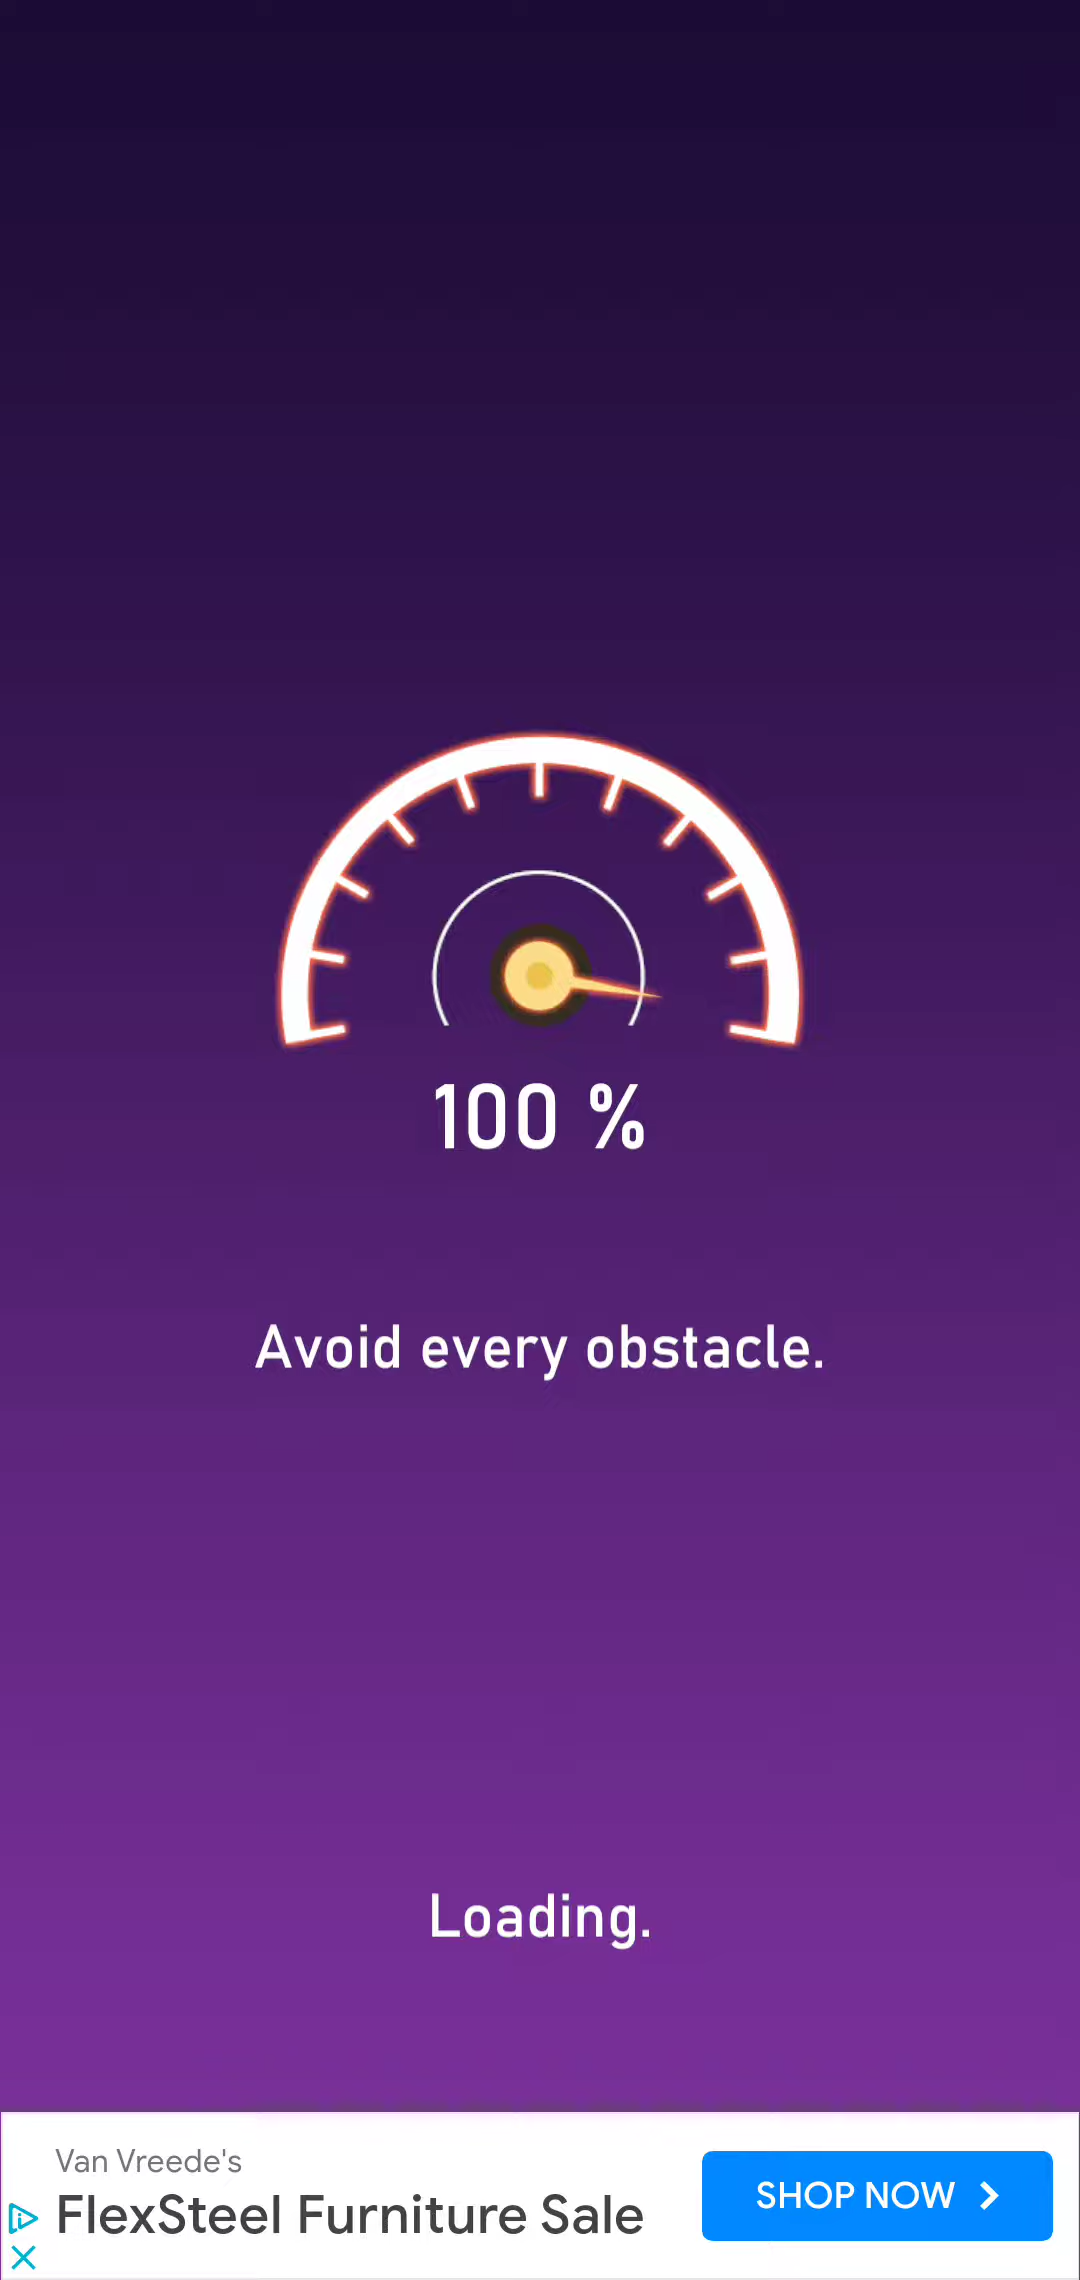 100 %
Avoid every obstacle.
Loading.
Van Vreede's
FlexSteel Furniture Sale
SHOP NOW